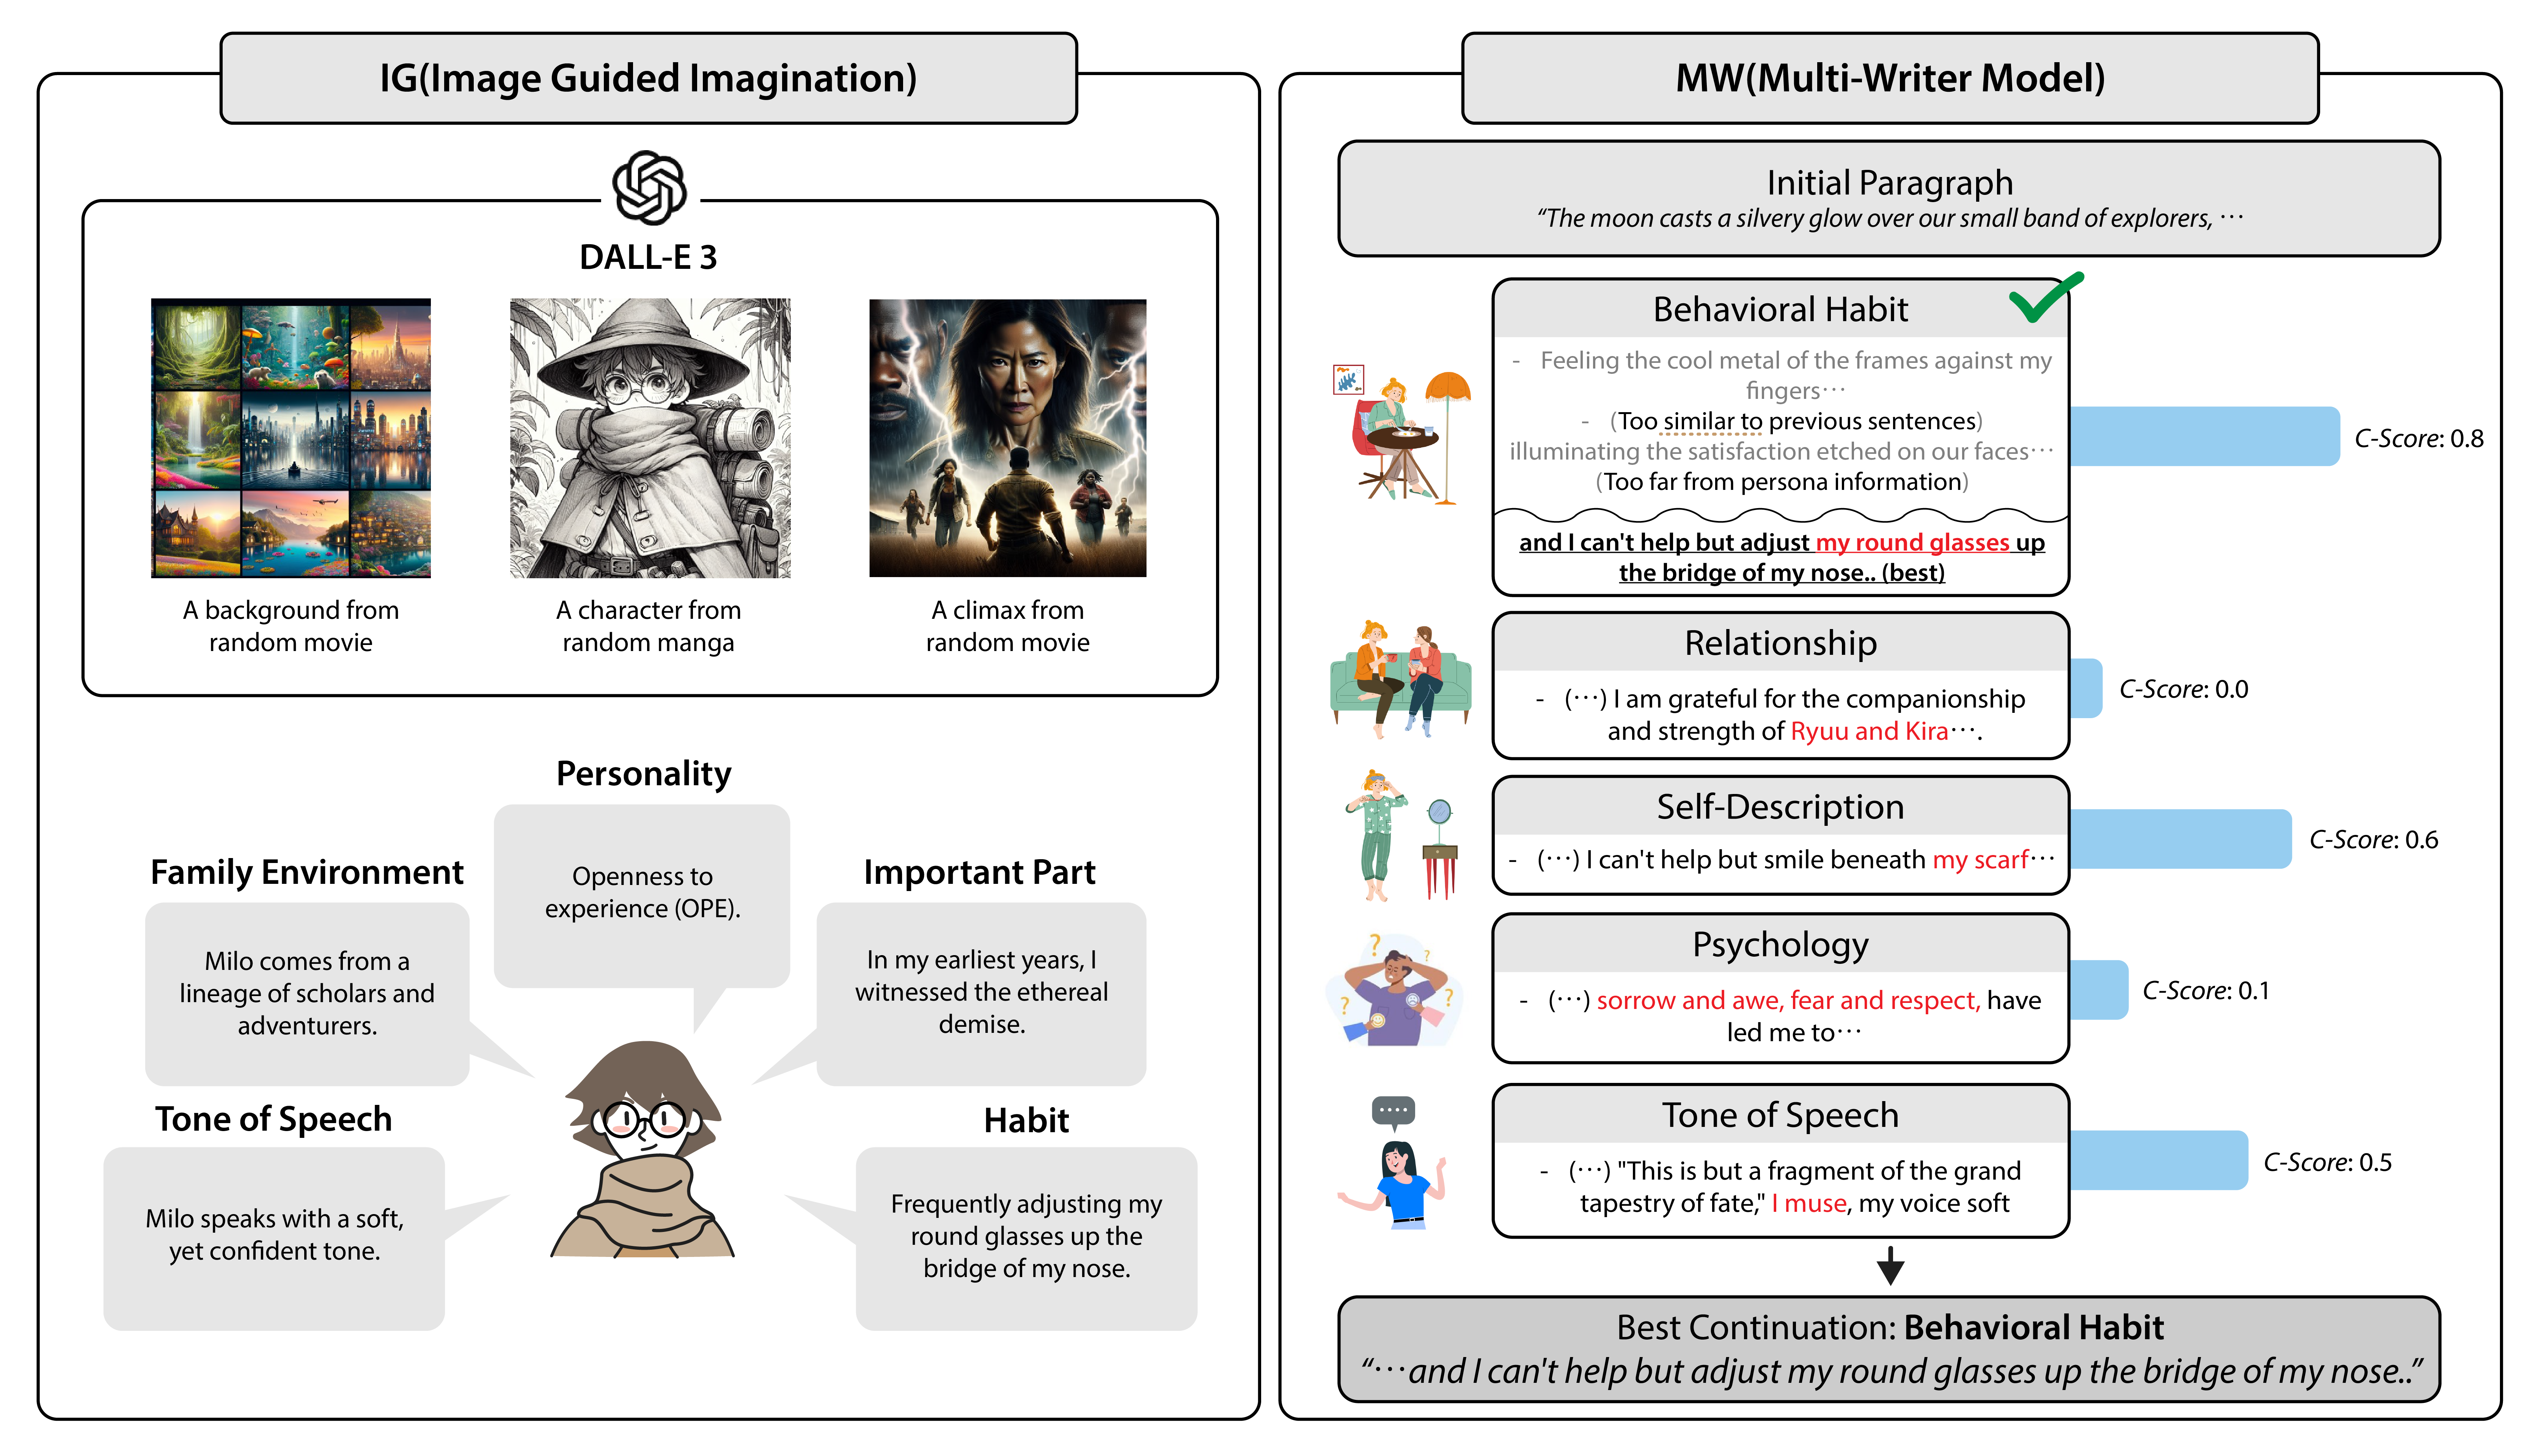 IG(Image Guided Imagination)
DALL-E 3
A background from
random movie
A character from
random manga
A climax from
random movie
Personality
Openness to
experience (OPE).
Family Environment
Milo comes from a
lineage of scholars and
adventurers.
Important Part
In my earliest years, I
witnessed the ethereal
demise.
Tone of Speech
Milo speaks with a soft,
yet confident tone.
Habit
Frequently adjusting my
round glasses up the
bridge of my nose.
MW(Multi-Writer Model)
Initial Paragraph
“The moon casts a silvery glow over our small band of explorers, ⋯
Behavioral Habit
- Feeling the cool metal of the frames against my
fingers⋯
- (Too similar to previous sentences)
illuminating the satisfaction etched on our faces⋯
(Too far from persona information)
and I can't help but adjust my round glasses up
the bridge of my nose.. (best)
C-Score: 0.8
Relationship
- (⋯) I am grateful for the companionship
and strength of Ryuu and Kira⋯.
C-Score: 0.0
Self-Description
- (⋯) I can't help but smile beneath my scarf⋯
C-Score: 0.6
Psychology
- (⋯) sorrow and awe, fear and respect, have
led me to⋯
C-Score: 0.1
Tone of Speech
- (⋯) "This is but a fragment of the grand
tapestry of fate," I muse, my voice soft
C-Score: 0.5
Best Continuation: Behavioral Habit
“⋯and I can't help but adjust my round glasses up the bridge of my nose..”